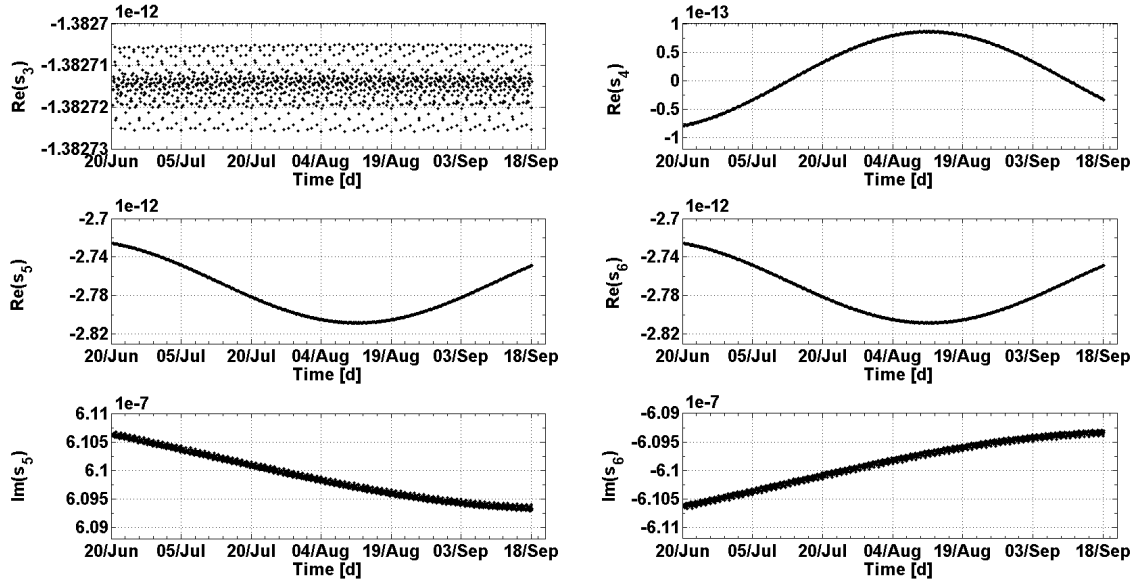 1e-12
-1.3827
-1.38271
-1.38272
-1.38273
Re(s3)
20/Jun 05/Jul 20/Jul 04/Aug 19/Aug 03/Sep 18/Sep
Time [d]
1e-13
1
0.5
0
-0.5
-1
Re(s4)
20/Jun 05/Jul 20/Jul 04/Aug 19/Aug 03/Sep 18/Sep
Time [d]
1e-12
-2.7
-2.74
-2.78
-2.82
Re(s5)
20/Jun 05/Jul 20/Jul 04/Aug 19/Aug 03/Sep 18/Sep
Time [d]
1e-12
-2.7
-2.74
-2.78
-2.82
Re(s6)
20/Jun 05/Jul 20/Jul 04/Aug 19/Aug 03/Sep 18/Sep
Time [d]
1e-7
6.11
6.105
6.1
6.095
6.09
Im(s5)
20/Jun 05/Jul 20/Jul 04/Aug 19/Aug 03/Sep 18/Sep
Time [d]
1e-7
-6.09
-6.095
-6.1
-6.105
-6.11
Im(s6)
20/Jun 05/Jul 20/Jul 04/Aug 19/Aug 03/Sep 18/Sep
Time [d]